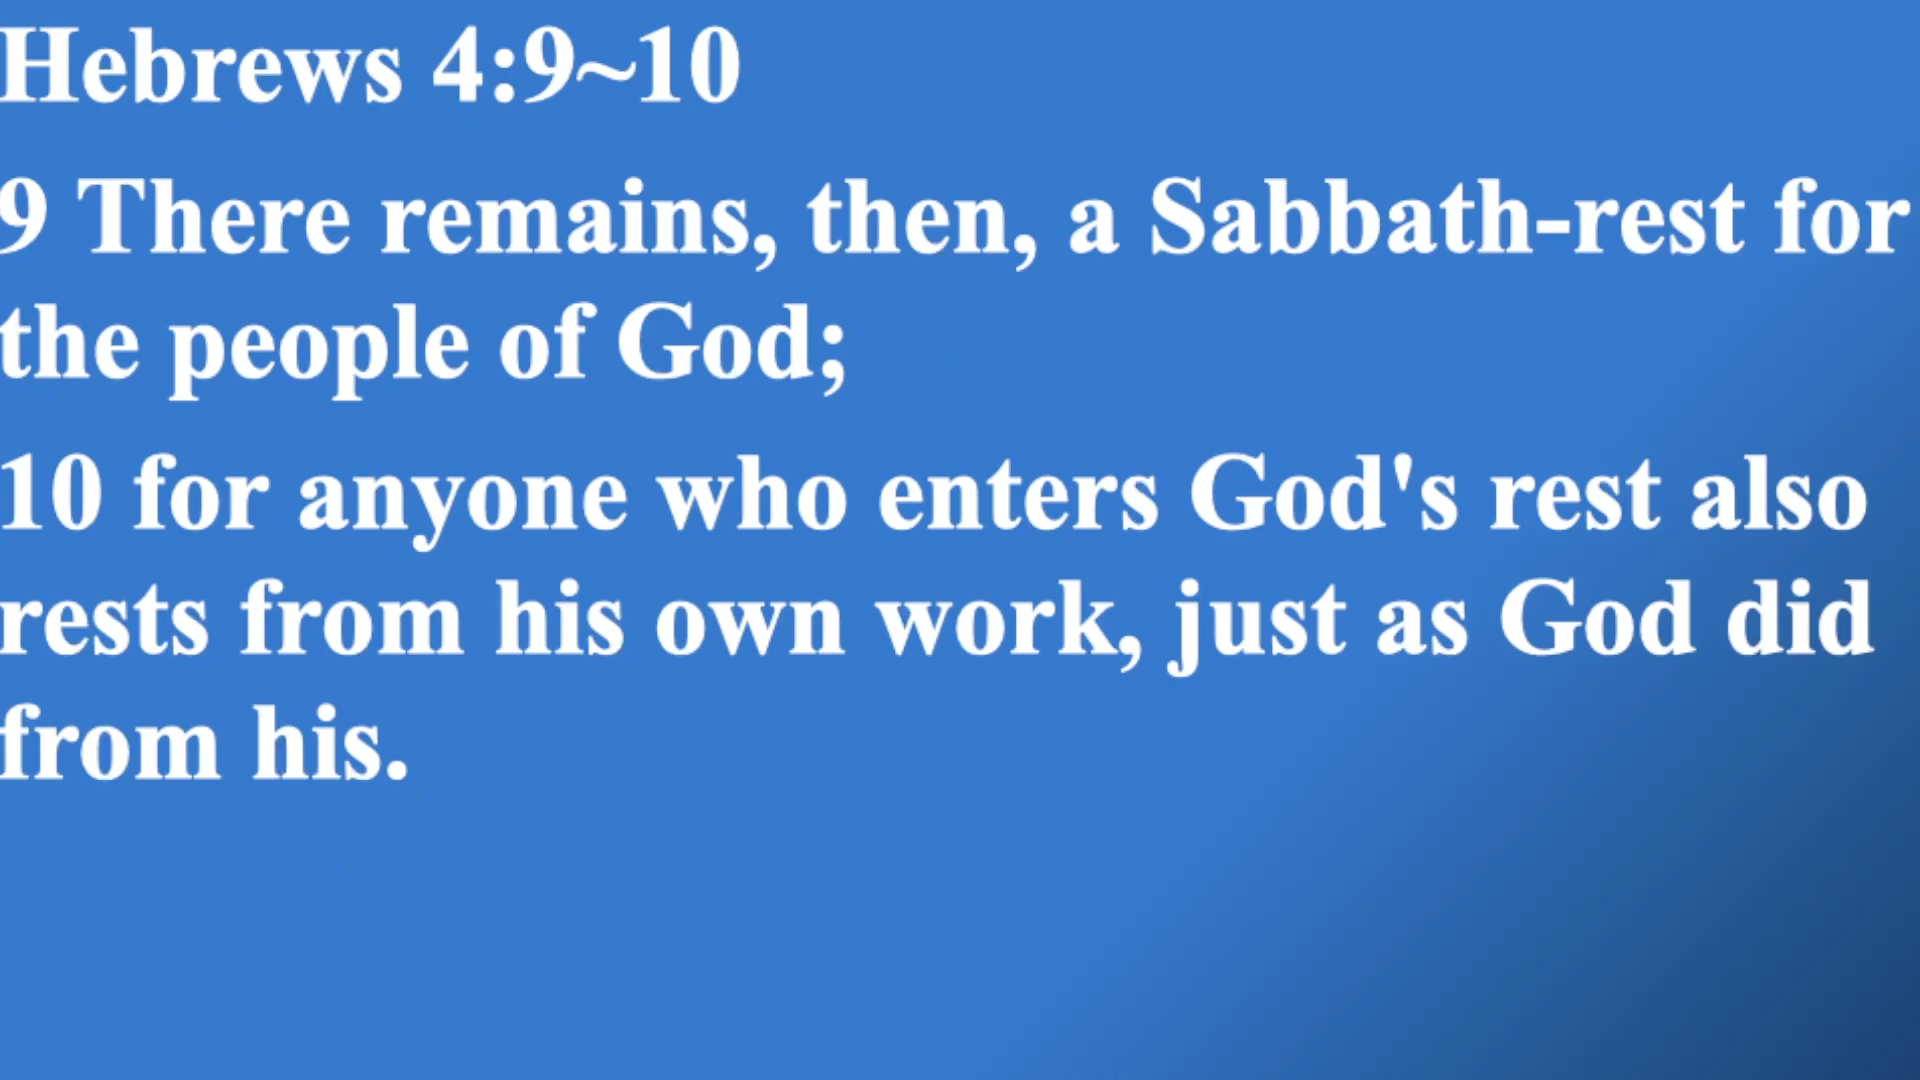 Hebrews 4:9~10
9 There remains, then, a Sabbath-rest for
the people of God;
10 for anyone who enters God's rest also
rests from his own work, just as God did
from his.